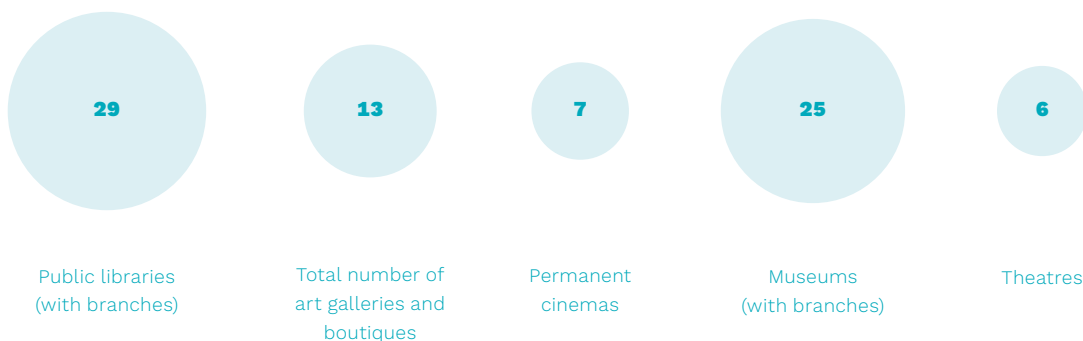 29
13
7
25
6
Public libraries
(with branches)
Total number of
art galleries and
boutiques
Permanent
cinemas
Museums
(with branches)
Theatres